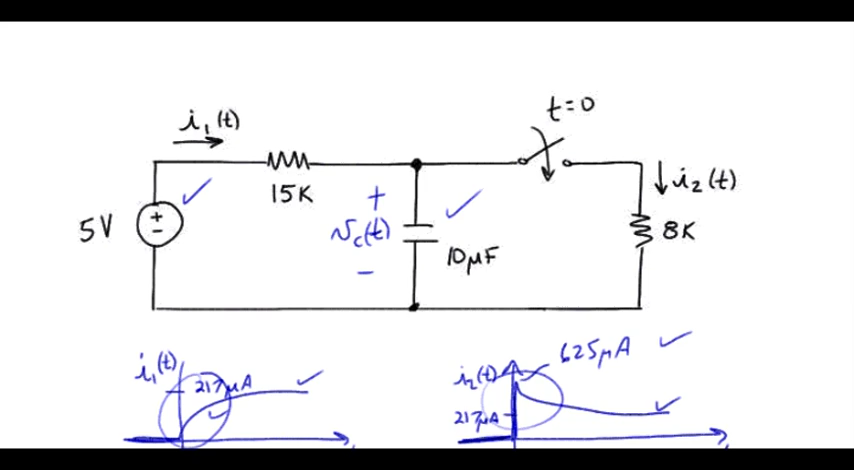 t=0
i₁(t)
15K
i₂(t)
5V
+
-
+
Vc(t)
-
10µF
8K
i₁(t)
217µA
i₂(t)
625µA
217µA